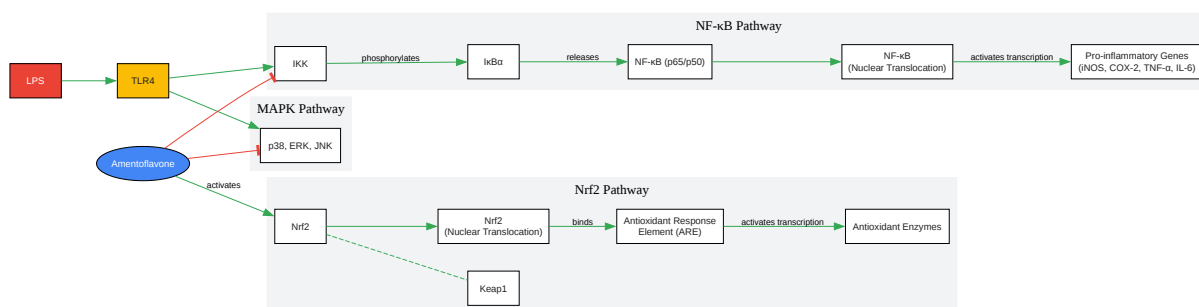 NF-κB Pathway
LPS
TLR4
IKK
phosphorylates
IκBα
releases
NF-κB (p65/p50)
NF-κB
(Nuclear Translocation)
activates transcription
Pro-inflammatory Genes
(iNOS, COX-2, TNF-α, IL-6)
MAPK Pathway
p38, ERK, JNK
Amentoflavone
activates
Nrf2 Pathway
Nrf2
Nrf2
(Nuclear Translocation)
binds
Antioxidant Response
Element (ARE)
activates transcription
Antioxidant Enzymes
Keap1